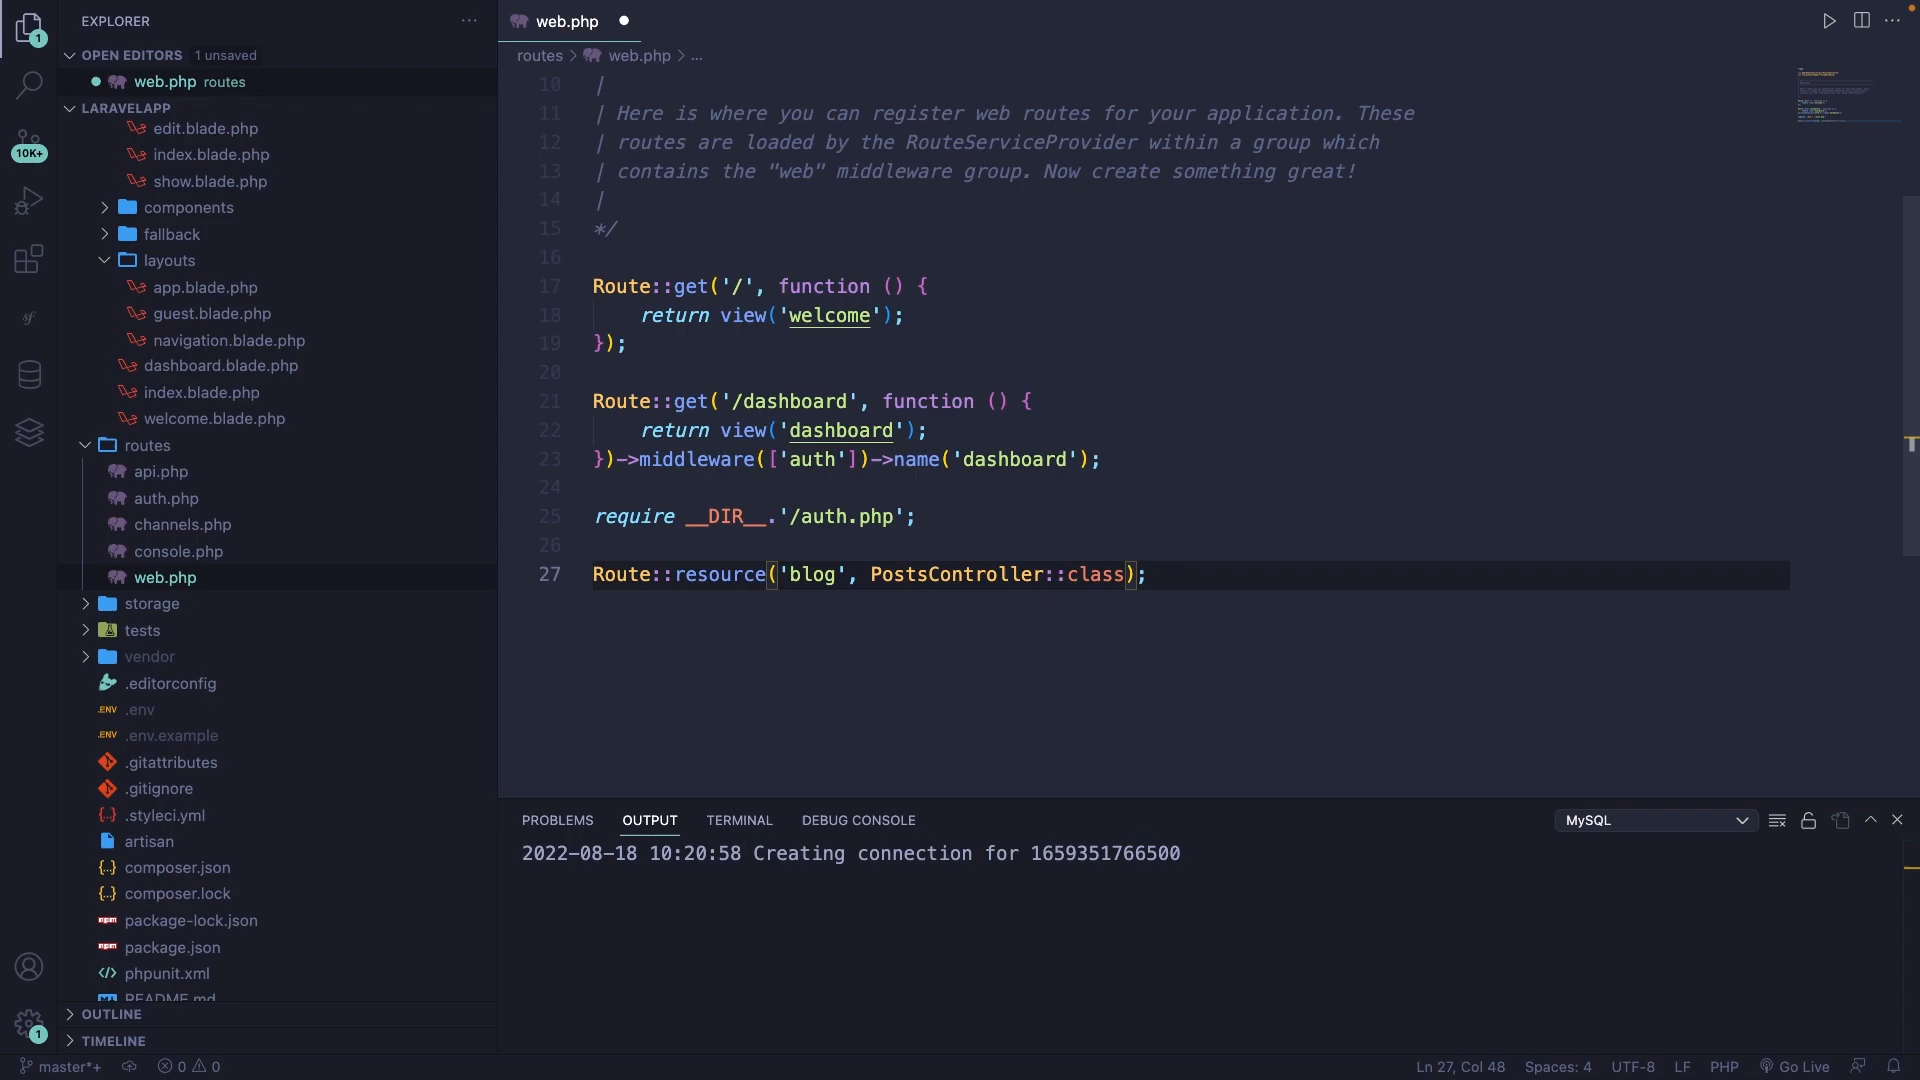 EXPLORER
OPEN EDITORS 1 unsaved
web.php routes
LARAVELAPP
edit.blade.php
index.blade.php
show.blade.php
components
fallback
layouts
app.blade.php
guest.blade.php
navigation.blade.php
dashboard.blade.php
index.blade.php
welcome.blade.php
routes
api.php
auth.php
channels.php
console.php
web.php
storage
tests
vendor
.editorconfig
.ENV .env
.ENV .env.example
.gitattributes
.gitignore
.styleci.yml
artisan
composer.json
composer.lock
package-lock.json
package.json
phpunit.xml
README.md
OUTLINE
TIMELINE
1
10K+
1
web.php
routes > web.php > ...
10 |
11 | Here is where you can register web routes for your application. These
12 | routes are loaded by the RouteServiceProvider within a group which
13 | contains the "web" middleware group. Now create something great!
14 |
15 */
16
17 Route::get('/', function () {
18 return view('welcome');
19 });
20
21 Route::get('/dashboard', function () {
22 return view('dashboard');
23 })->middleware(['auth'])->name('dashboard');
24
25 require __DIR__.'/auth.php';
26
27 Route::resource('blog', PostsController::class);
PROBLEMS OUTPUT TERMINAL DEBUG CONSOLE MySQL
2022-08-18 10:20:58 Creating connection for 1659351766500
master*+ 0 0 Ln 27, Col 48 Spaces: 4 UTF-8 LF PHP Go Live